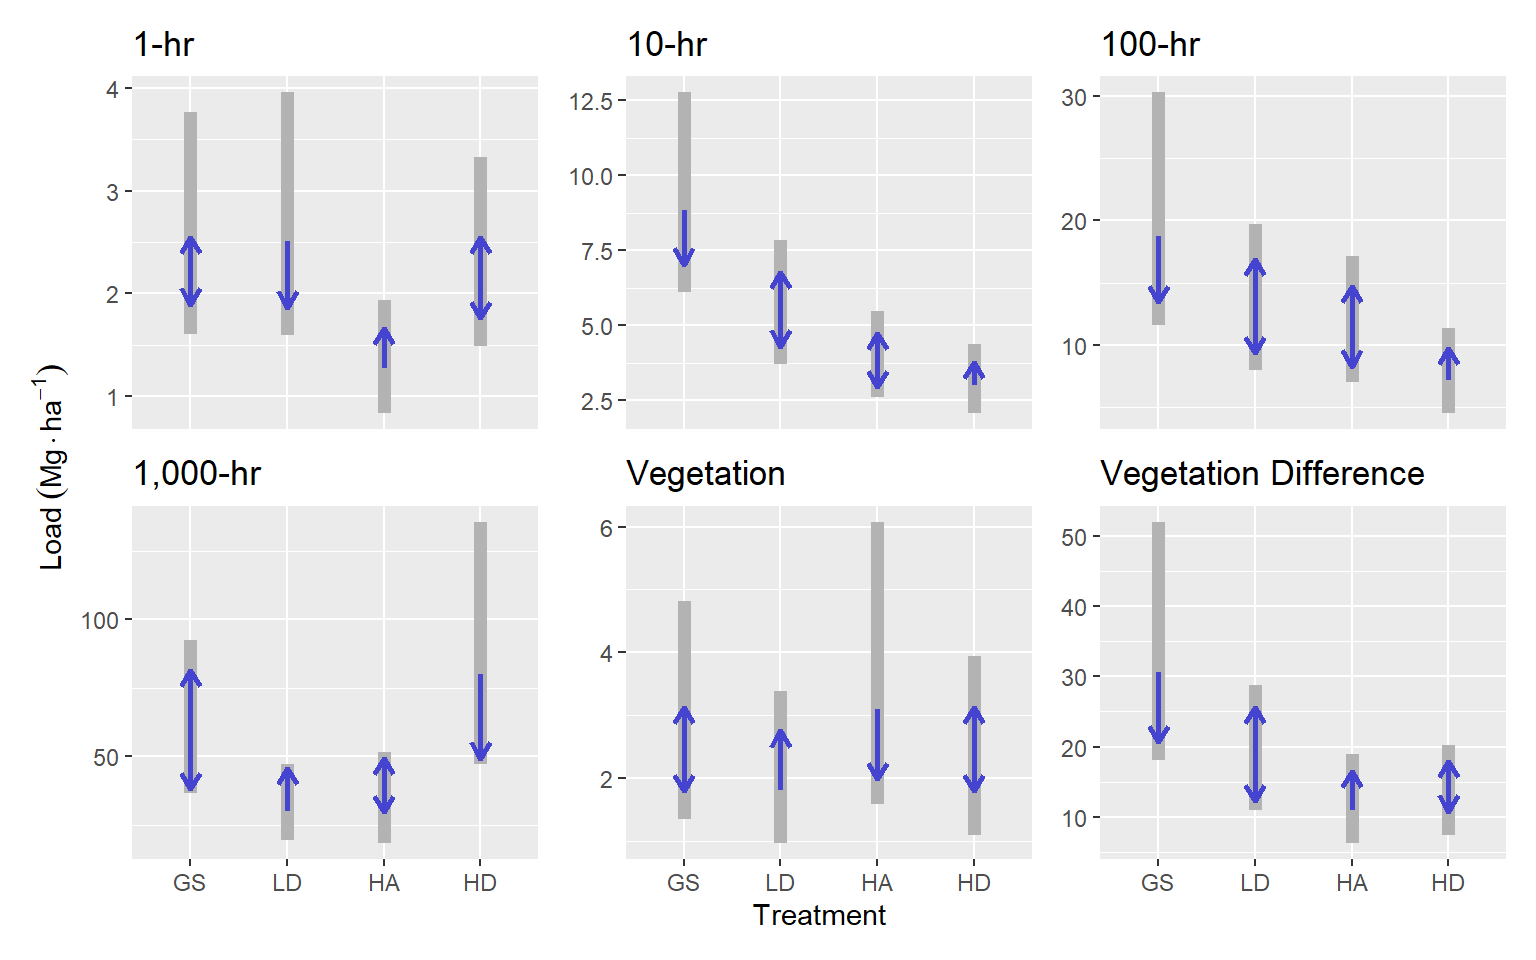 1-hr
10-hr
100-hr
4
3
2
1
12.5
10.0
7.5
5.0
2.5
30
20
10
Load (Mg · ha⁻¹)
1,000-hr
Vegetation
Vegetation Difference
100
50
6
4
2
50
40
30
20
10
GS LD HA HD
GS LD HA HD
GS LD HA HD
Treatment